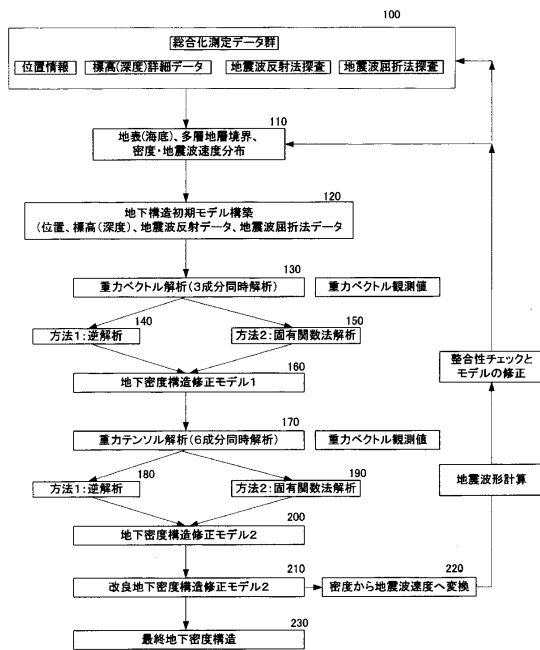 100
総合化測定データ群
位置情報 標高(深度)詳細データ 地震波反射法探査 地震波屈折法探査
110
地表(海底)、多層地層境界、
密度・地震波速度分布
120
地下構造初期モデル構築
(位置、標高(深度)、地震波反射データ、地震波屈折法データ
130
重力ベクトル解析(3成分同時解析) 重力ベクトル観測値
140 150
方法1:逆解析 方法2:固有関数法解析
160
地下密度構造修正モデル1
170
重力テンソル解析(6成分同時解析) 重力ベクトル観測値
180 190
方法1:逆解析 方法2:固有関数法解析
200
地下密度構造修正モデル2
210 220
改良地下密度構造修正モデル2 密度から地震波速度へ変換
230
最終地下密度構造
整合性チェックと
モデルの修正
地震波形計算